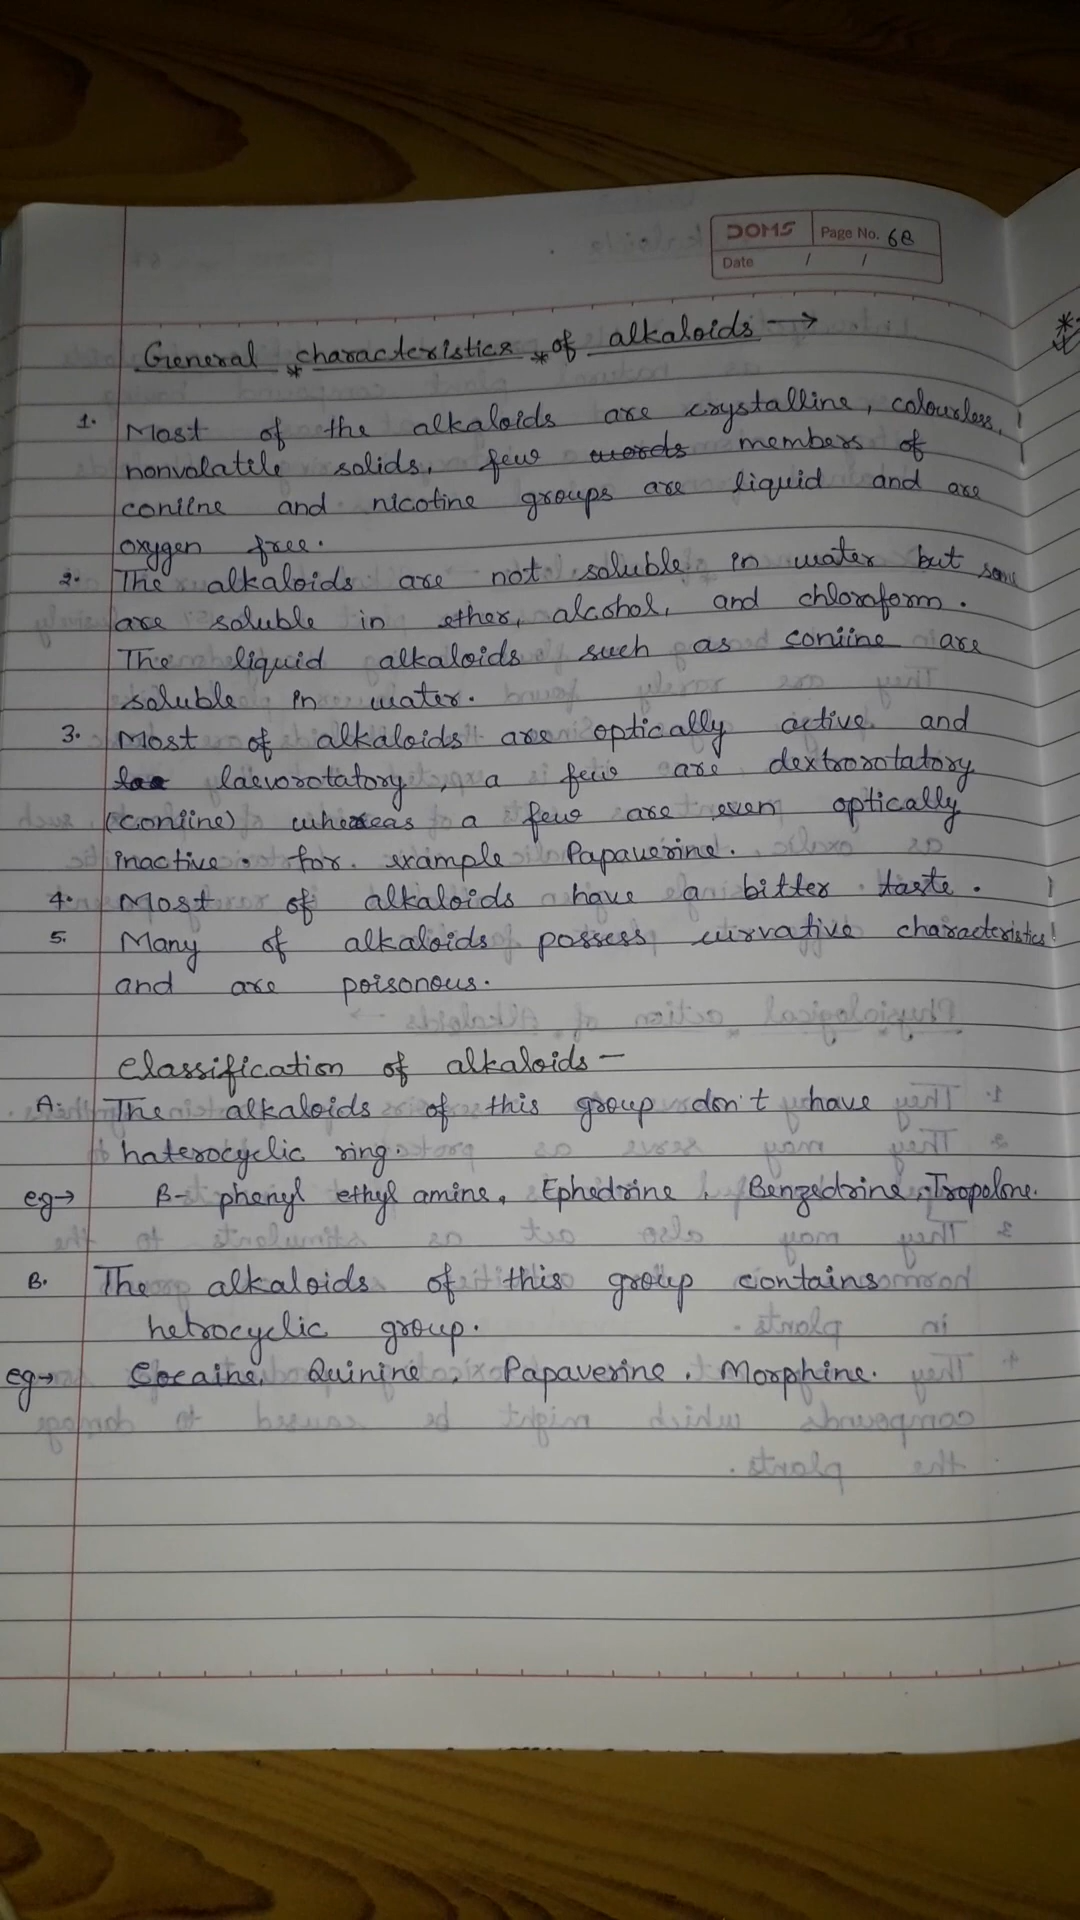 DOMS Page No. 68
Date / /
General characteristics of alkaloids →
1. Most of the alkaloids are crystalline, colourless,
nonvolatile solids, few words members of
coniine and nicotine groups are liquid and are
oxygen free.
2. The alkaloids are not soluble in water but some
are soluble in ether, alcohol, and chloroform.
The liquid alkaloids such as coniine are
soluble in water.
3. Most of alkaloids are optically active and
laevorotatory, a few are dextrorotatory
(coniine) whereas a few are even optically
inactive. for example Papaverine.
4. Most of alkaloids have a bitter taste.
5. Many of alkaloids possess curvative characteristics
and are poisonous.
Classification of alkaloids –
A. The alkaloids of this group don't have
haterocyclic ring.
eg→ β- phenyl ethyl amine, Ephedrine, Benzedrine, Tropolone.
B. The alkaloids of this group contains
hetrocyclic group.
eg→ Cocaine, Quinine, Papaverine, Morphine.